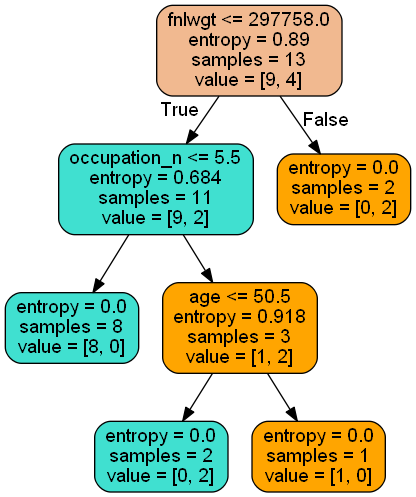 fnlwgt <= 297758.0
entropy = 0.89
samples = 13
value = [9, 4]
True
False
occupation_n <= 5.5
entropy = 0.684
samples = 11
value = [9, 2]
entropy = 0.0
samples = 2
value = [0, 2]
entropy = 0.0
samples = 8
value = [8, 0]
age <= 50.5
entropy = 0.918
samples = 3
value = [1, 2]
entropy = 0.0
samples = 2
value = [0, 2]
entropy = 0.0
samples = 1
value = [1, 0]